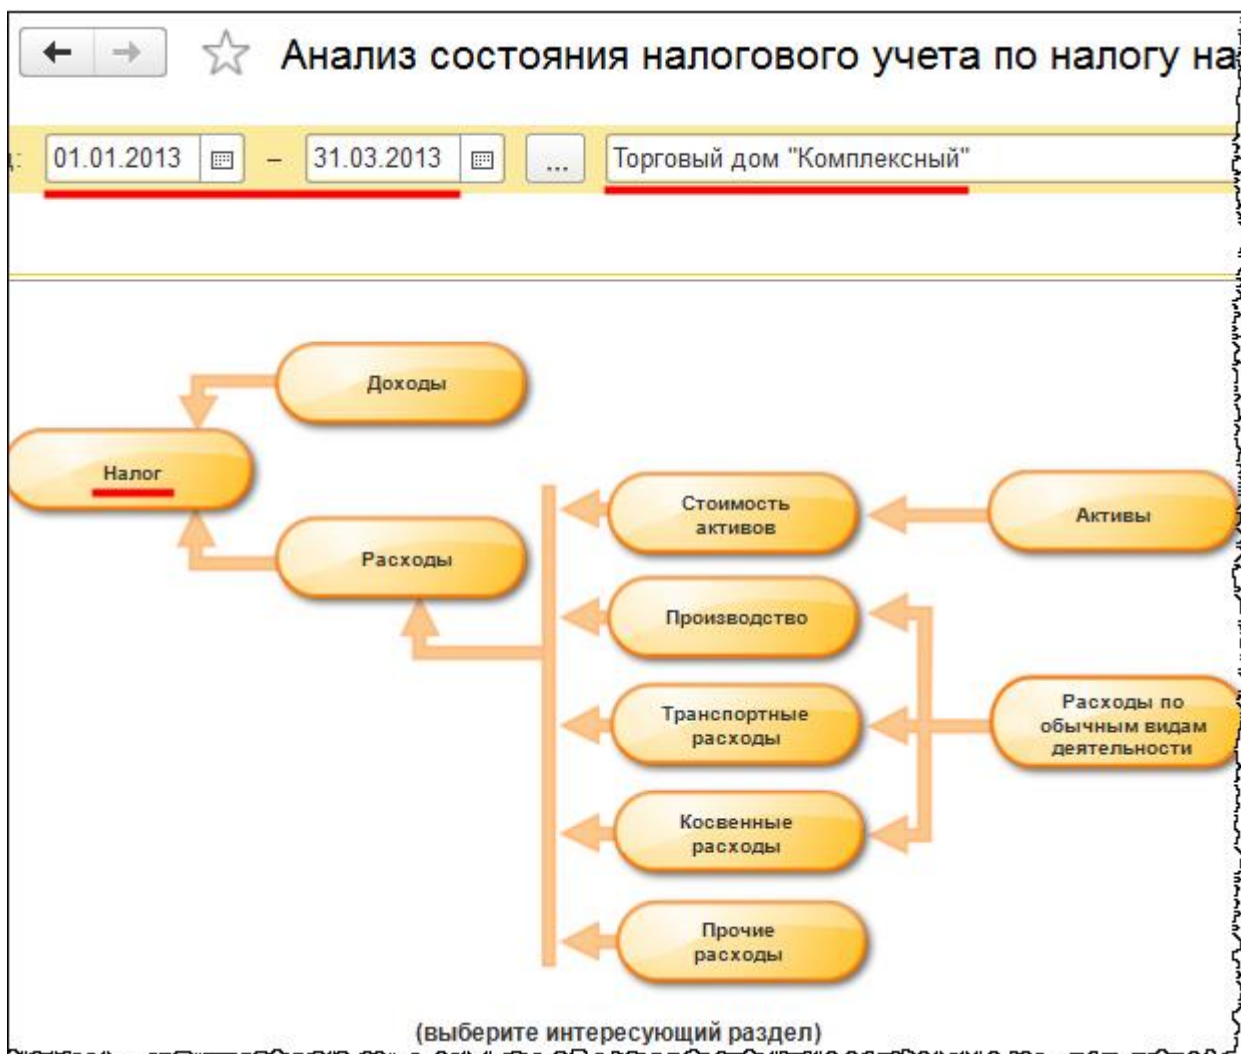 Анализ состояния налогового учета по налогу на
д: 01.01.2013 – 31.03.2013 ... Торговый дом "Комплексный"
Доходы
Налог
Расходы
Стоимость
активов
Активы
Производство
Транспортные
расходы
Расходы по
обычным видам
деятельности
Косвенные
расходы
Прочие
расходы
(выберите интересующий раздел)